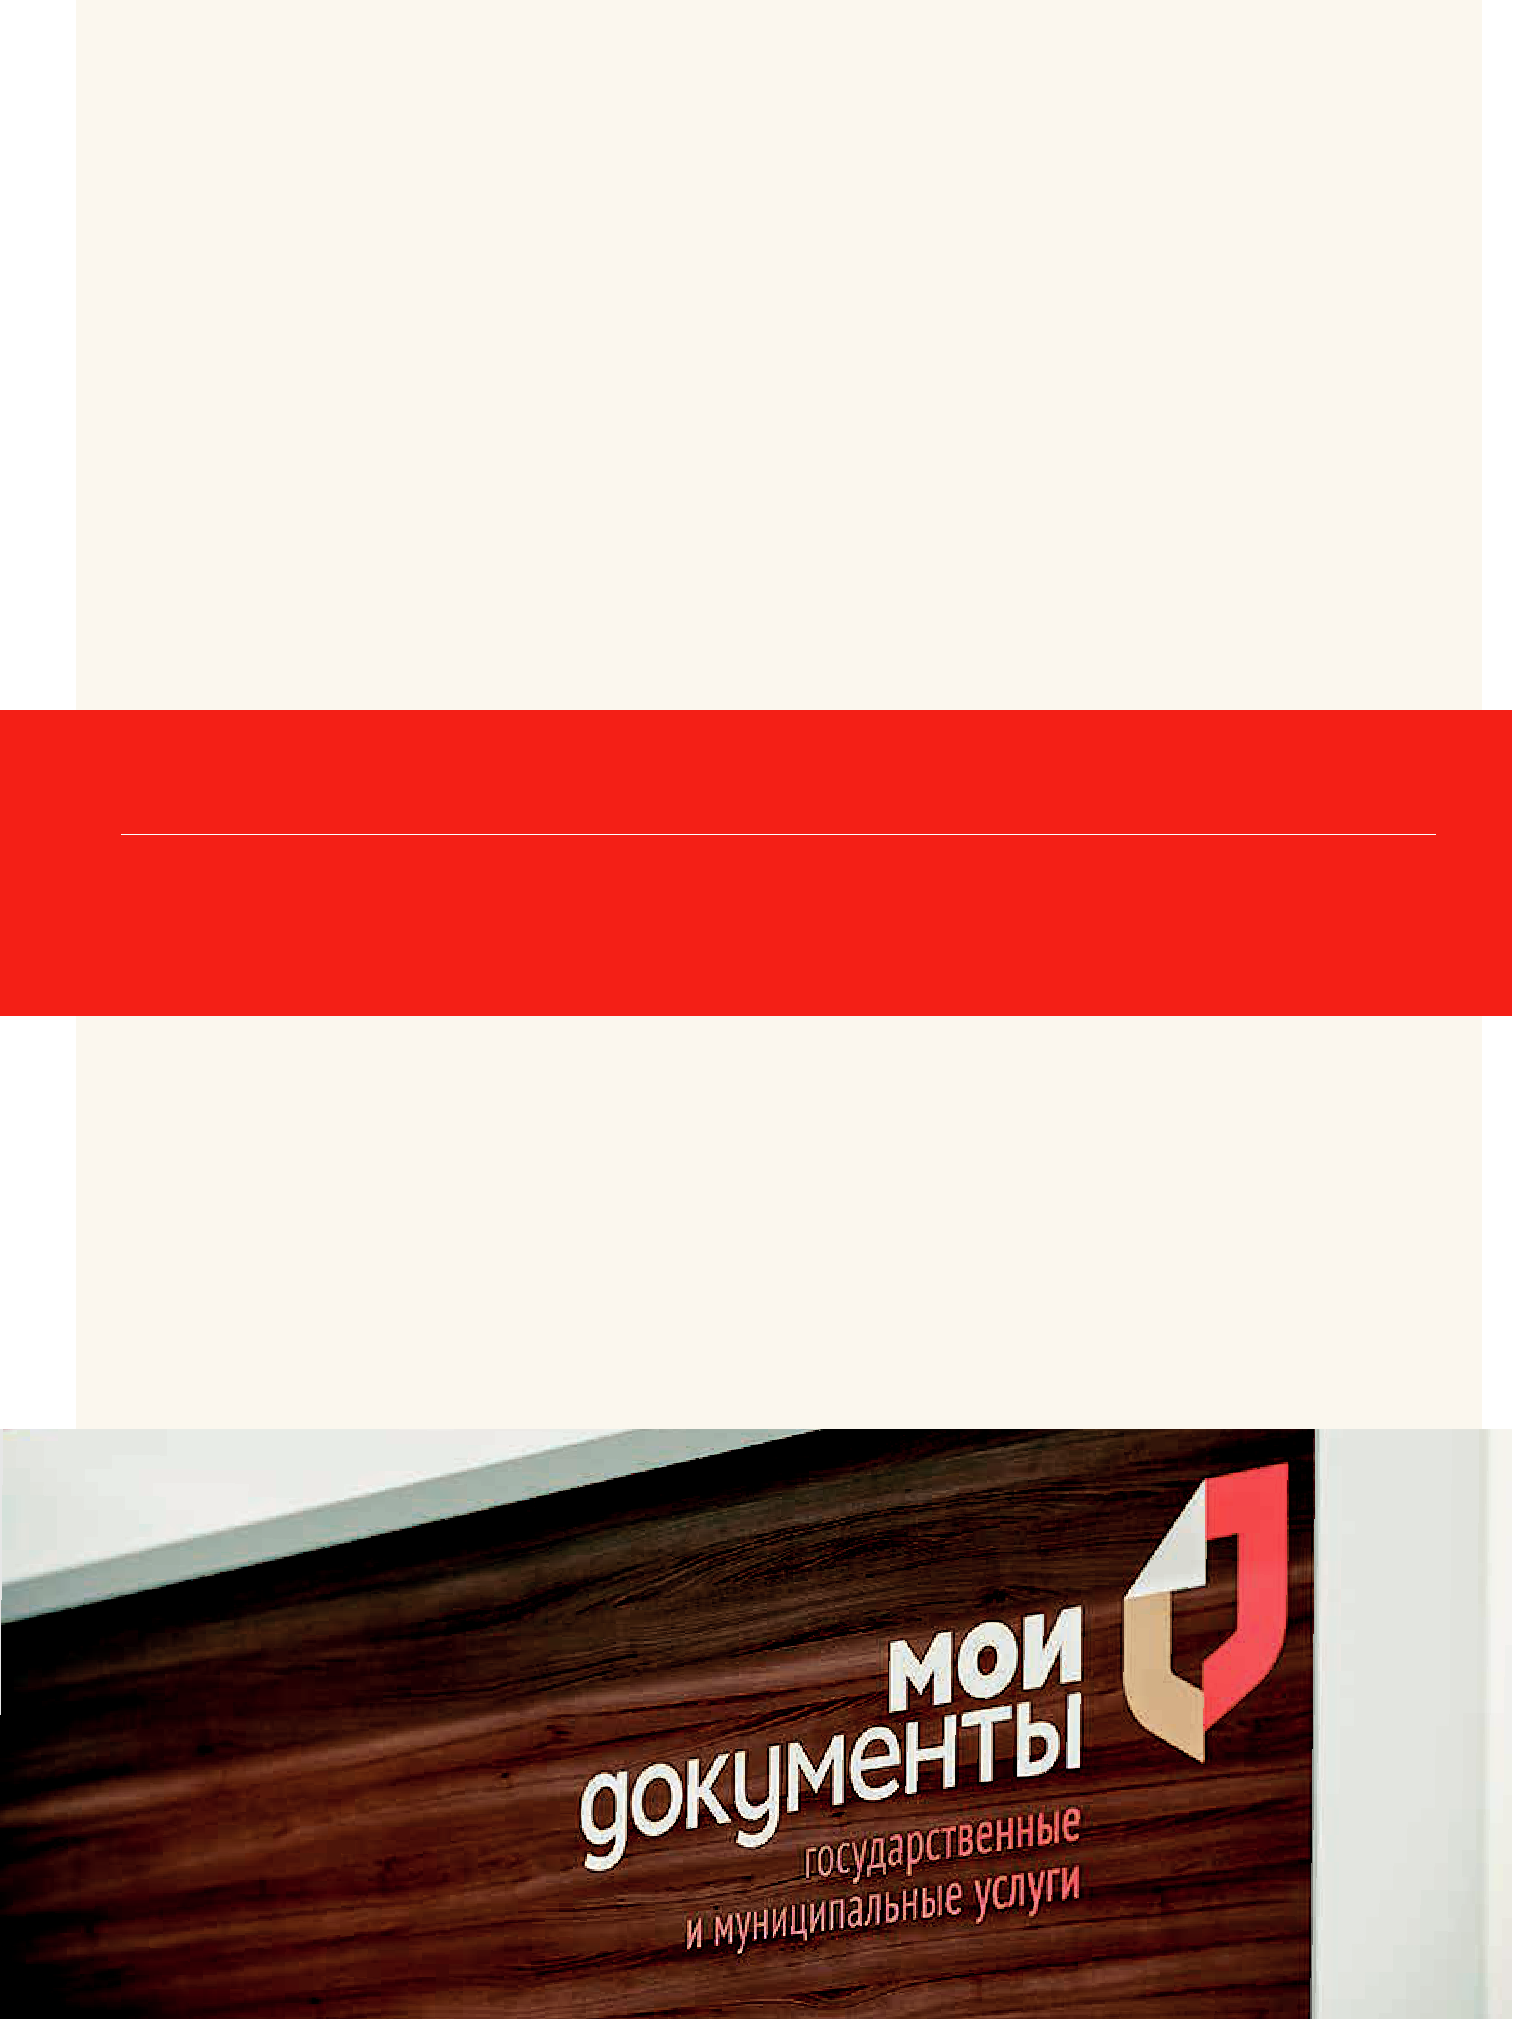 мои
документы
государственные
и муниципальные услуги